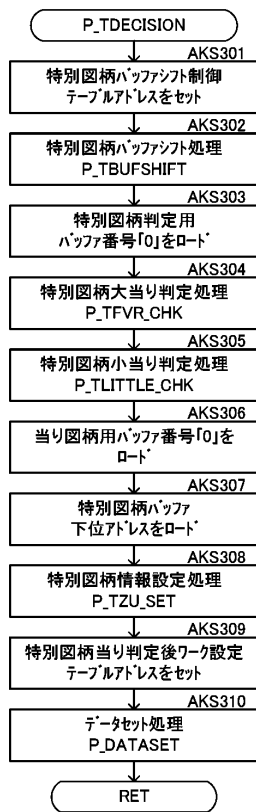 P_TDECISION
AKS301
特別図柄ﾊﾞｯﾌｧｼﾌﾄ制御
ﾃｰﾌﾞﾙｱﾄﾞﾚｽをｾｯﾄ
AKS302
特別図柄ﾊﾞｯﾌｧｼﾌﾄ処理
P_TBUFSHIFT
AKS303
特別図柄判定用
ﾊﾞｯﾌｧ番号｢0｣をﾛｰﾄﾞ
AKS304
特別図柄大当り判定処理
P_TFVR_CHK
AKS305
特別図柄小当り判定処理
P_TLITTLE_CHK
AKS306
当り図柄用ﾊﾞｯﾌｧ番号｢0｣を
ﾛｰﾄﾞ
AKS307
特別図柄ﾊﾞｯﾌｧ
下位ｱﾄﾞﾚｽをﾛｰﾄﾞ
AKS308
特別図柄情報設定処理
P_TZU_SET
AKS309
特別図柄当り判定後ﾜｰｸ設定
ﾃｰﾌﾞﾙｱﾄﾞﾚｽをｾｯﾄ
AKS310
ﾃﾞｰﾀｾｯﾄ処理
P_DATASET
RET